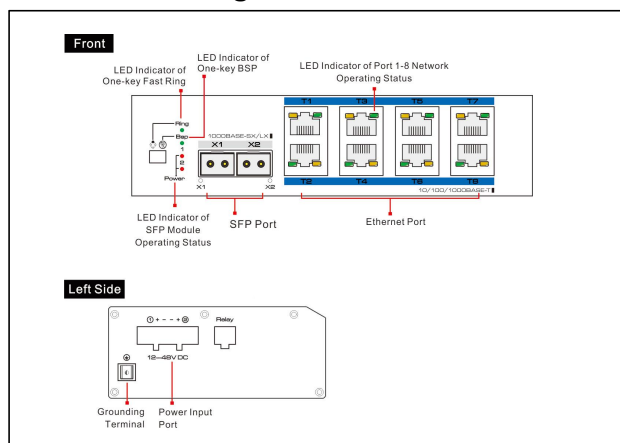 Front
LED Indicator of
One-key Fast Ring
LED Indicator of
One-key BSP
LED Indicator of Port 1-8 Network
Operating Status
T1 T3 T5 T7
Ring
Bsp
1
2
Power
1000BASE-SX/LX
X1 X2
X1 X2
T2 T4 T6 T8
10/100/1000BASE-T
LED Indicator of
SFP Module
Operating Status
SFP Port
Ethernet Port
Left Side
① + - - + ②
Relay
12—48V DC
Grounding
Terminal
Power Input
Port